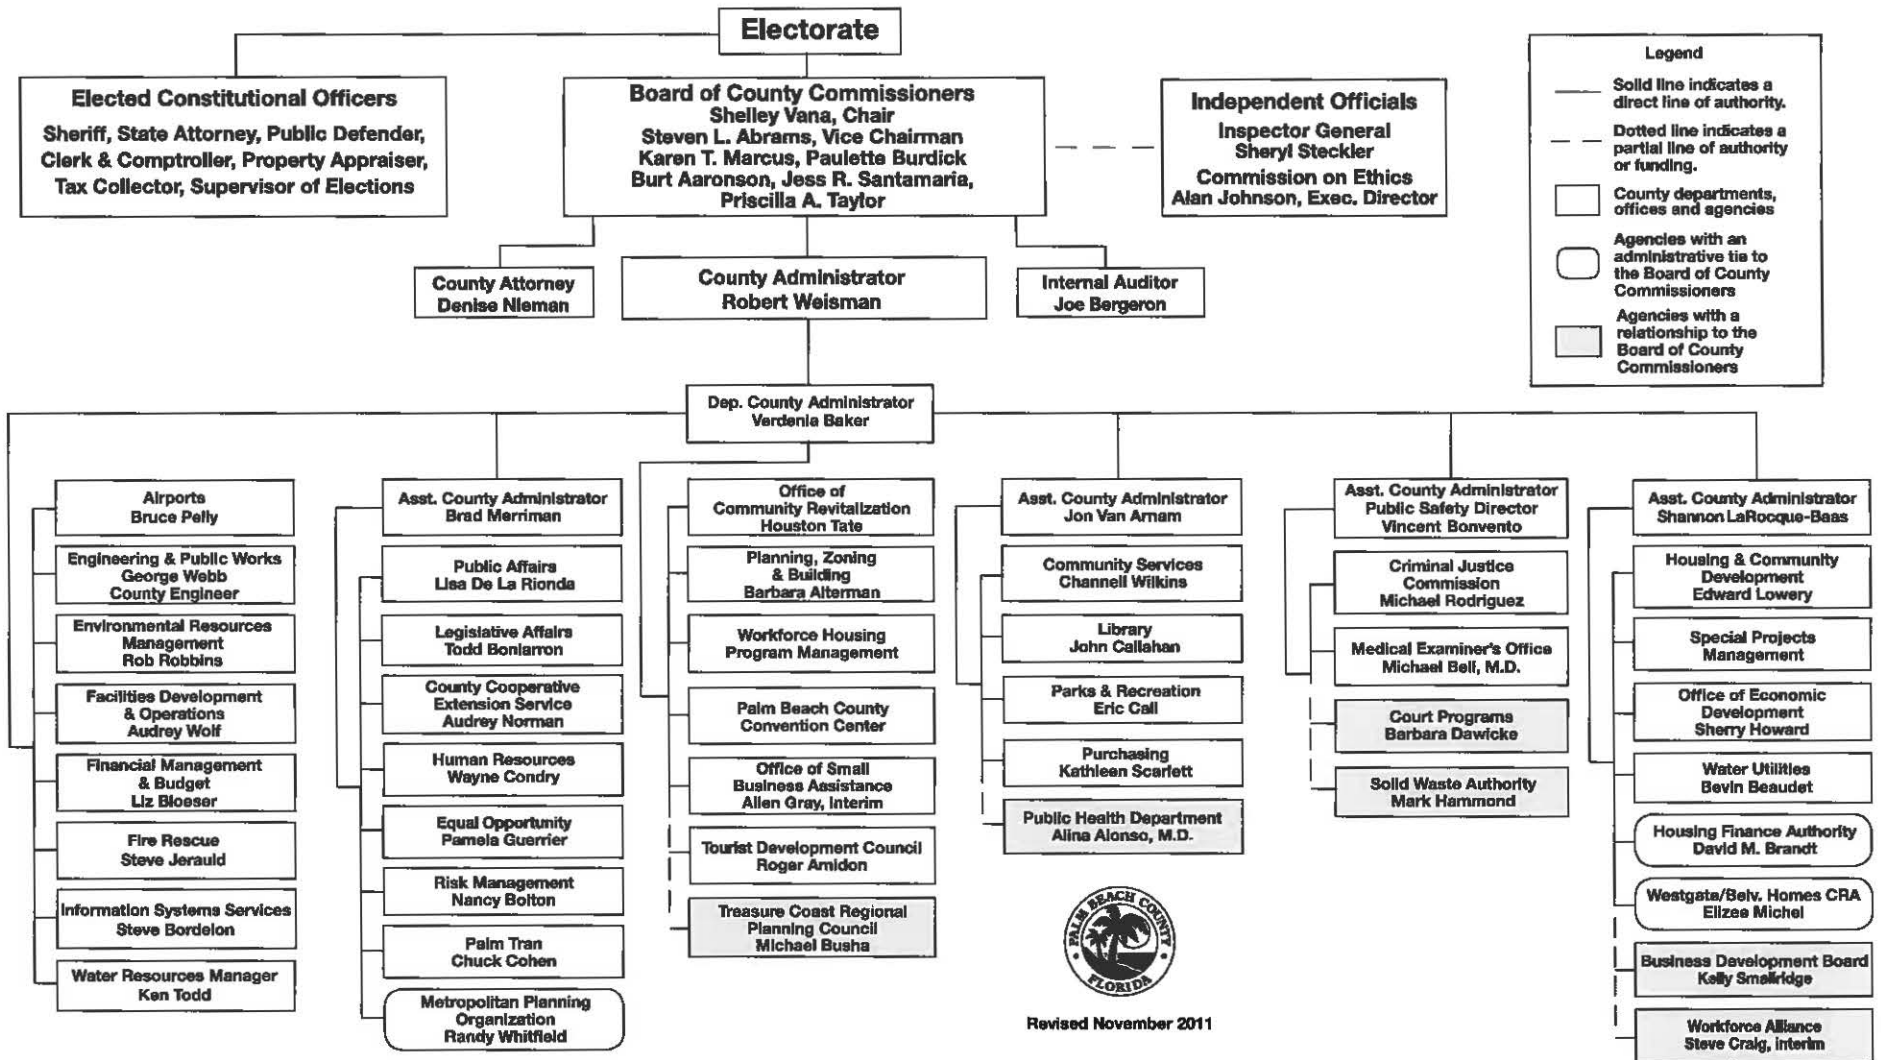 Electorate
Elected Constitutional Officers
Sheriff, State Attorney, Public Defender,
Clerk & Comptroller, Property Appraiser,
Tax Collector, Supervisor of Elections
Board of County Commissioners
Shelley Vana, Chair
Steven L. Abrams, Vice Chairman
Karen T. Marcus, Paulette Burdick
Burt Aaronson, Jess R. Santamaria,
Priscilla A. Taylor
Independent Officials
Inspector General
Sheryl Steckler
Commission on Ethics
Alan Johnson, Exec. Director
Legend
Solid line indicates a
direct line of authority.
Dotted line indicates a
partial line of authority
or funding.
County departments,
offices and agencies
Agencies with an
administrative tie to
the Board of County
Commissioners
Agencies with a
relationship to the
Board of County
Commissioners
County Attorney
Denise Nieman
County Administrator
Robert Weisman
Internal Auditor
Joe Bergeron
Dep. County Administrator
Verdenia Baker
Airports
Bruce Pelly
Engineering & Public Works
George Webb
County Engineer
Environmental Resources
Management
Rob Robbins
Facilities Development
& Operations
Audrey Wolf
Financial Management
& Budget
Liz Bloeser
Fire Rescue
Steve Jerauld
Information Systems Services
Steve Bordelon
Water Resources Manager
Ken Todd
Asst. County Administrator
Brad Merriman
Public Affairs
Lisa De La Rionda
Legislative Affairs
Todd Bonlarron
County Cooperative
Extension Service
Audrey Norman
Human Resources
Wayne Condry
Equal Opportunity
Pamela Guerrier
Risk Management
Nancy Bolton
Palm Tran
Chuck Cohen
Metropolitan Planning
Organization
Randy Whitfield
Office of
Community Revitalization
Houston Tate
Planning, Zoning
& Building
Barbara Alterman
Workforce Housing
Program Management
Palm Beach County
Convention Center
Office of Small
Business Assistance
Allen Gray, Interim
Tourist Development Council
Roger Amidon
Treasure Coast Regional
Planning Council
Michael Busha
Asst. County Administrator
Jon Van Arnam
Community Services
Channell Wilkins
Library
John Callahan
Parks & Recreation
Eric Call
Purchasing
Kathleen Scarlett
Public Health Department
Alina Alonso, M.D.
PALM BEACH COUNTY
FLORIDA
Revised November 2011
Asst. County Administrator
Public Safety Director
Vincent Bonvento
Criminal Justice
Commission
Michael Rodriguez
Medical Examiner's Office
Michael Bell, M.D.
Court Programs
Barbara Dawicke
Solid Waste Authority
Mark Hammond
Asst. County Administrator
Shannon LaRocque-Baas
Housing & Community
Development
Edward Lowery
Special Projects
Management
Office of Economic
Development
Sherry Howard
Water Utilities
Bevin Beaudet
Housing Finance Authority
David M. Brandt
Westgate/Belv. Homes CRA
Elizee Michel
Business Development Board
Kelly Smallridge
Workforce Alliance
Steve Craig, Interim